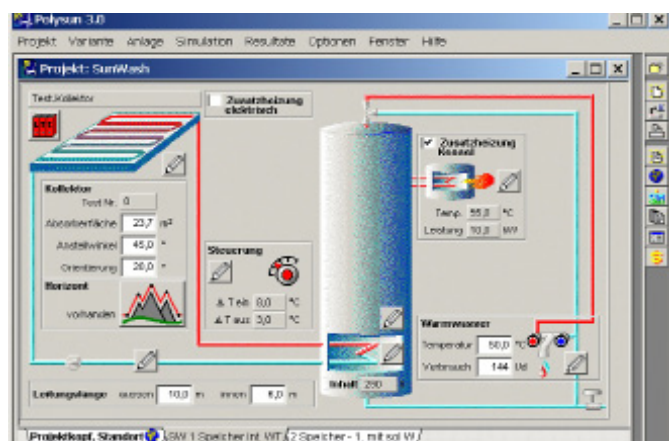 Polysun 3.0
Projekt Variante Anlage Simulation Resultate Optionen Fenster Hilfe
Projekt: SunWash
Test.Kollektor
Zusatzheizung
elektrisch
Zusatzheizung
Kessel
Temp. 55,0 °C
Leistung 10,0 kW
Kollektor
Test Nr. 0
Absorberfläche 23,7 m²
Anstellwinkel 45,0 °
Orientierung 20,0 °
Horizont
vorhanden
Steuerung
Δ T ein 8,0 °C
Δ T aus 3,0 °C
Warmwasser
Temperatur 50,0 °C
Verbrauch 144 l/d
Leitungslänge aussen 10,0 m innen 6,0 m
Inhalt 290
Projektkopf, Standort SW 1 Speicher int. WT 2 Speicher - 1. mit sol W